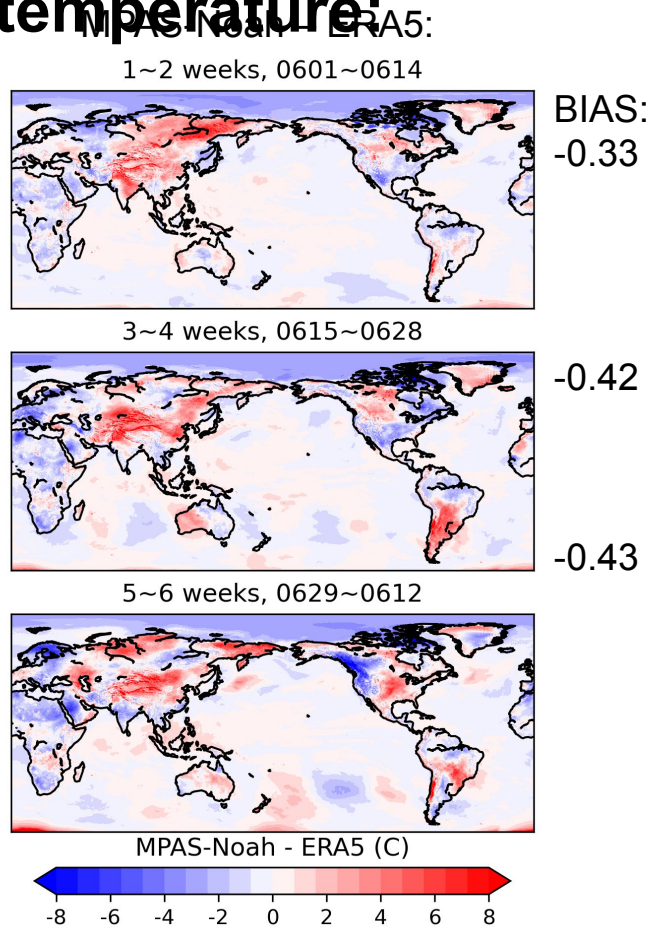 temperature:
MPAS-Noah - ERA5:
1~2 weeks, 0601~0614
BIAS:
-0.33
3~4 weeks, 0615~0628
-0.42
-0.43
5~6 weeks, 0629~0612
MPAS-Noah - ERA5 (C)
-8 -6 -4 -2 0 2 4 6 8